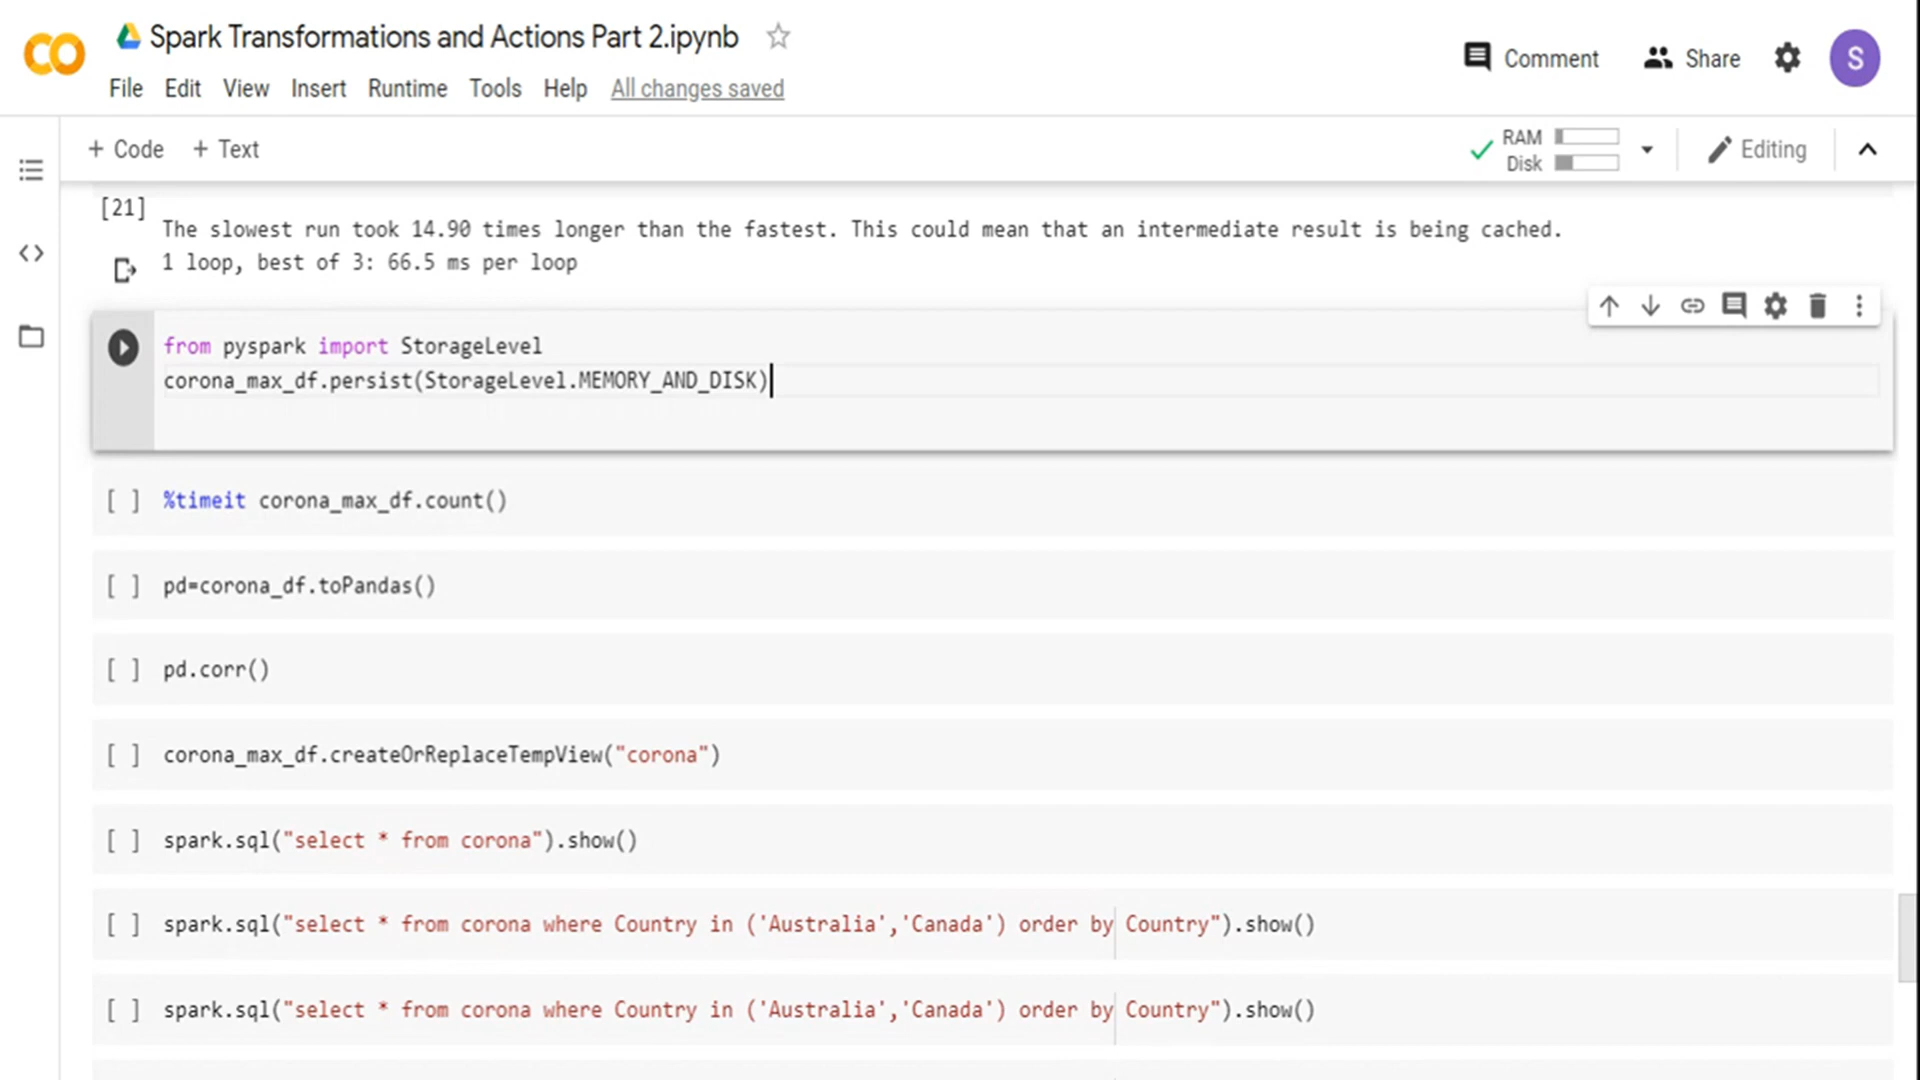 Spark Transformations and Actions Part 2.ipynb
File Edit View Insert Runtime Tools Help All changes saved
Comment Share S
+ Code + Text
RAM
Disk
Editing
[21]
The slowest run took 14.90 times longer than the fastest. This could mean that an intermediate result is being cached.
1 loop, best of 3: 66.5 ms per loop
from pyspark import StorageLevel
corona_max_df.persist(StorageLevel.MEMORY_AND_DISK)
[ ] %timeit corona_max_df.count()
[ ] pd=corona_df.toPandas()
[ ] pd.corr()
[ ] corona_max_df.createOrReplaceTempView("corona")
[ ] spark.sql("select * from corona").show()
[ ] spark.sql("select * from corona where Country in ('Australia','Canada') order by Country").show()
[ ] spark.sql("select * from corona where Country in ('Australia','Canada') order by Country").show()